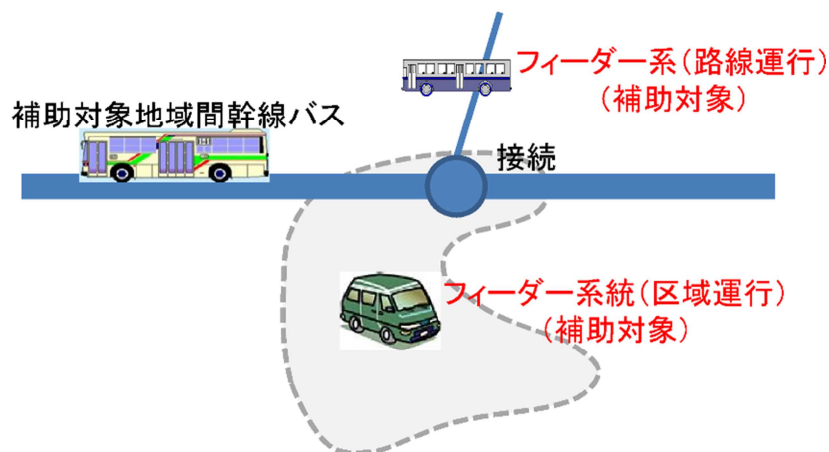 フィーダー系(路線運行)
(補助対象)
補助対象地域間幹線バス
接続
フィーダー系統(区域運行)
(補助対象)